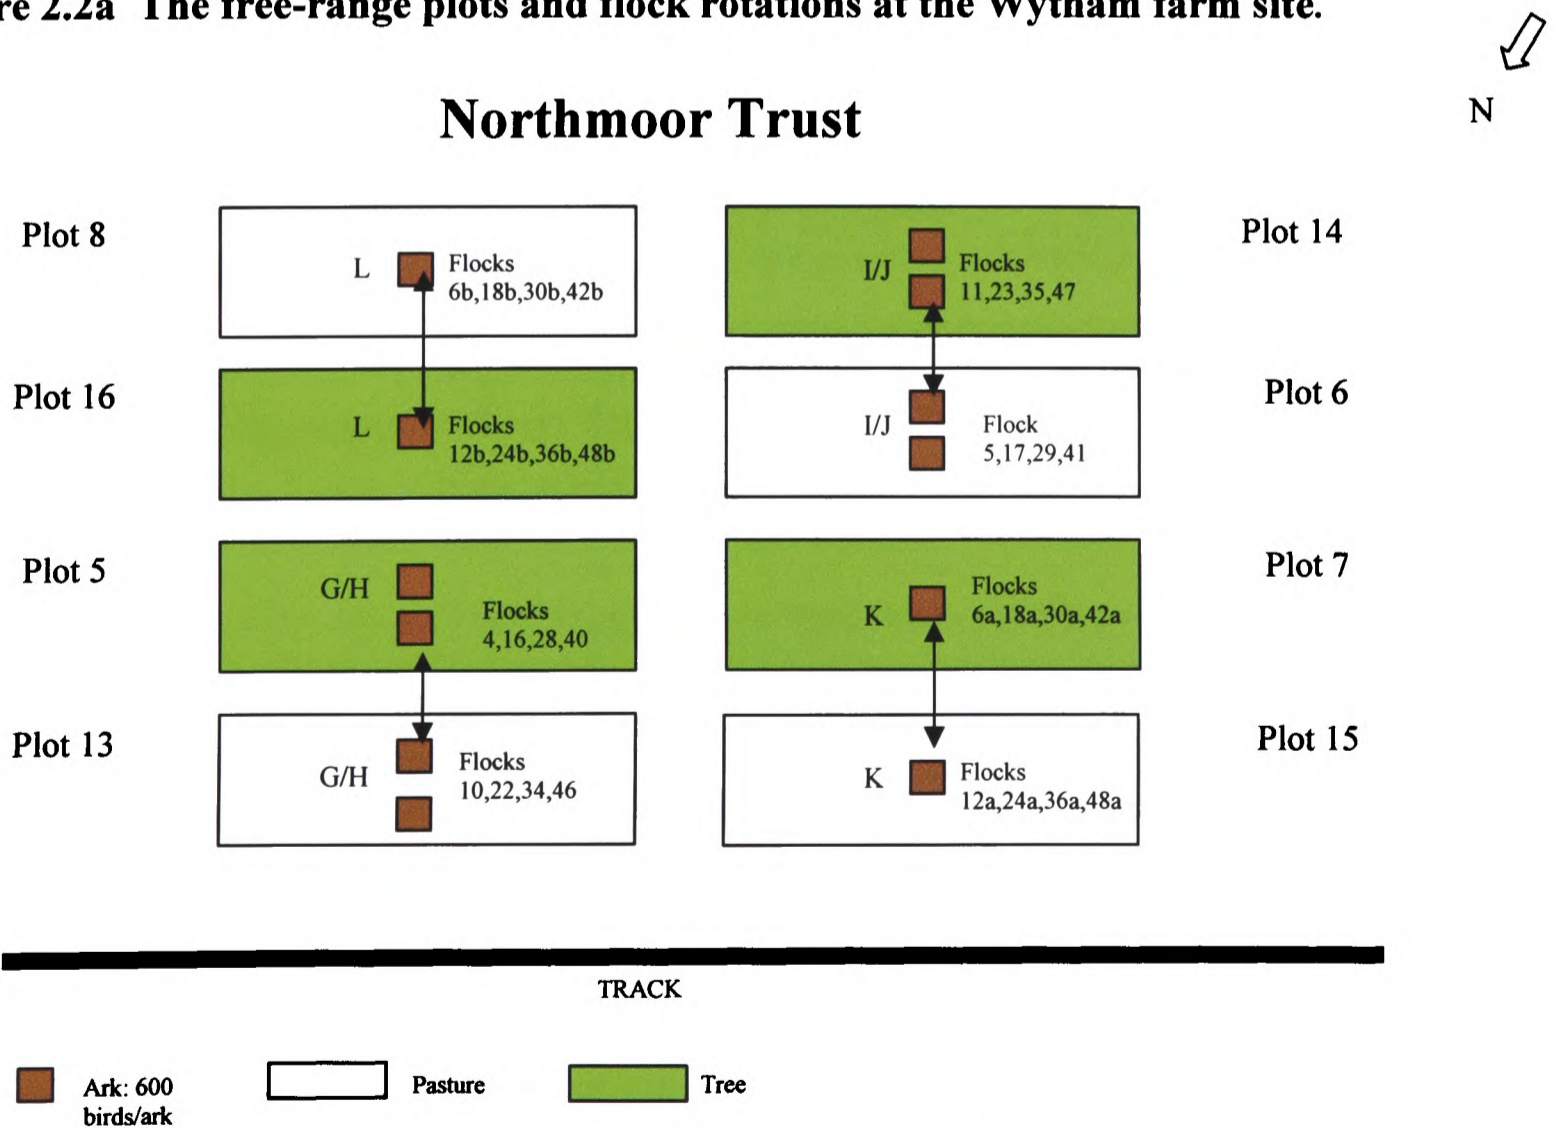 re 2.2a The free-range plots and flock rotations at the Wytham farm site.
N
Northmoor Trust
Plot 8
L
Flocks
6b,18b,30b,42b
Plot 14
I/J
Flocks
11,23,35,47
Plot 16
L
Flocks
12b,24b,36b,48b
Plot 6
I/J
Flock
5,17,29,41
Plot 5
G/H
Flocks
4,16,28,40
Plot 7
K
Flocks
6a,18a,30a,42a
Plot 13
G/H
Flocks
10,22,34,46
Plot 15
K
Flocks
12a,24a,36a,48a
TRACK
Ark: 600
birds/ark
Pasture
Tree